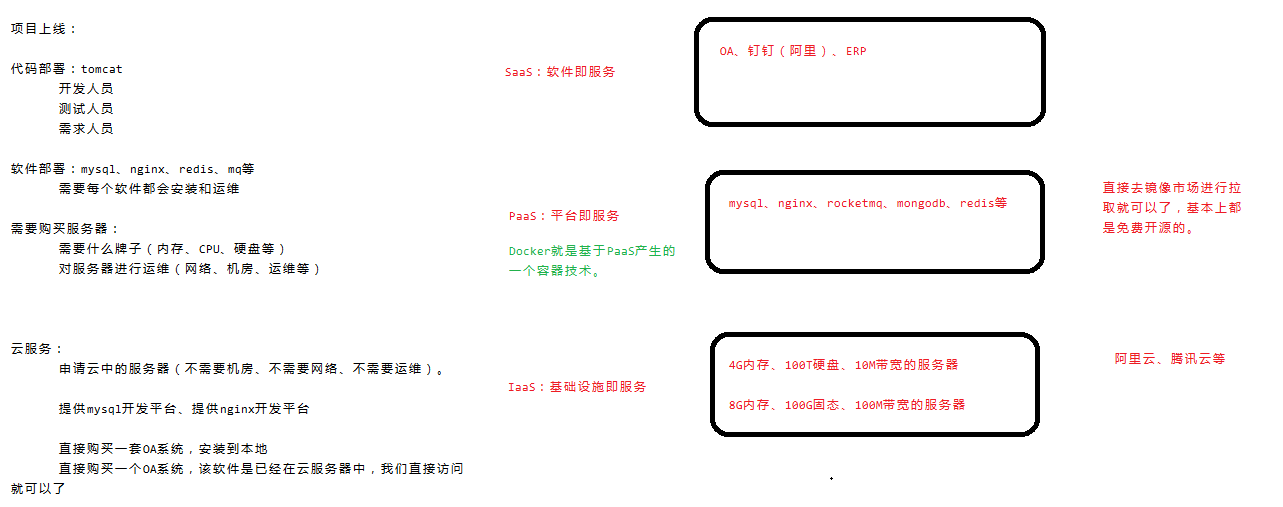 项目上线：
代码部署：tomcat
开发人员
测试人员
需求人员
软件部署：mysql、nginx、redis、mq等
需要每个软件都会安装和运维
需要购买服务器：
需要什么牌子（内存、CPU、硬盘等）
对服务器进行运维（网络、机房、运维等）
云服务：
申请云中的服务器（不需要机房、不需要网络、不需要运维）。
提供mysql开发平台、提供nginx开发平台
直接购买一套OA系统，安装到本地
直接购买一个OA系统，该软件是已经在云服务器中，我们直接访问
就可以了
SaaS：软件即服务
OA、钉钉（阿里）、ERP
PaaS：平台即服务
Docker就是基于PaaS产生的
一个容器技术。
mysql、nginx、rocketmq、mongodb、redis等
直接去镜像市场进行拉
取就可以了，基本上都
是免费开源的。
IaaS：基础设施即服务
4G内存、100T硬盘、10M带宽的服务器
8G内存、100G固态、100M带宽的服务器
阿里云、腾讯云等